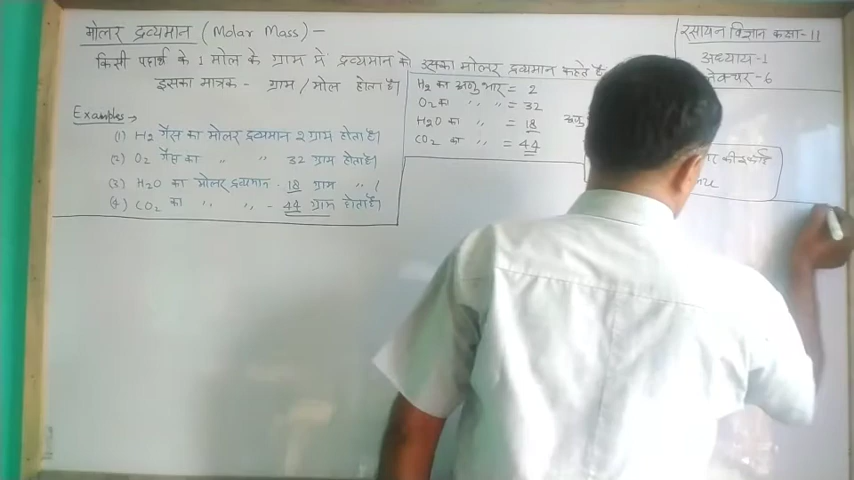 मोलर द्रव्यमान (Molar Mass) -
किसी पदार्थ के 1 मोल के ग्राम में द्रव्यमान को उसका मोलर द्रव्यमान कहते हैं
इसका मात्रक - ग्राम/मोल होता है।
Examples →
(1) H2 गैस का मोलर द्रव्यमान 2 ग्राम होता है।
(2) O2 गैस का " " 32 ग्राम होता है।
(3) H2O का मोलर द्रव्यमान - 18 ग्राम " "
(4) CO2 का " " - 44 ग्राम होता है।
H2 का अणुभार = 2
O2 का " " = 32
H2O का " = 18
CO2 का " = 44
रसायन विज्ञान कक्षा - 11
अध्याय - 1
लेक्चर - 6